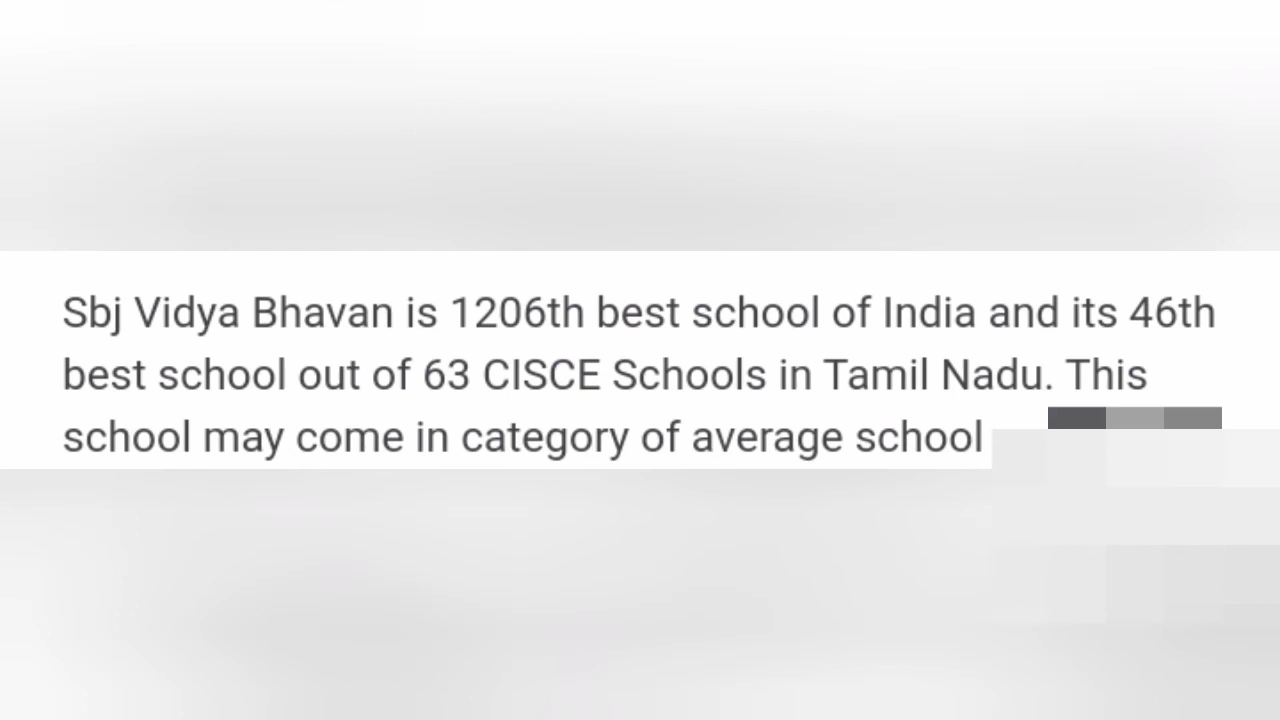 Sbj Vidya Bhavan is 1206th best school of India and its 46th
best school out of 63 CISCE Schools in Tamil Nadu. This
school may come in category of average school